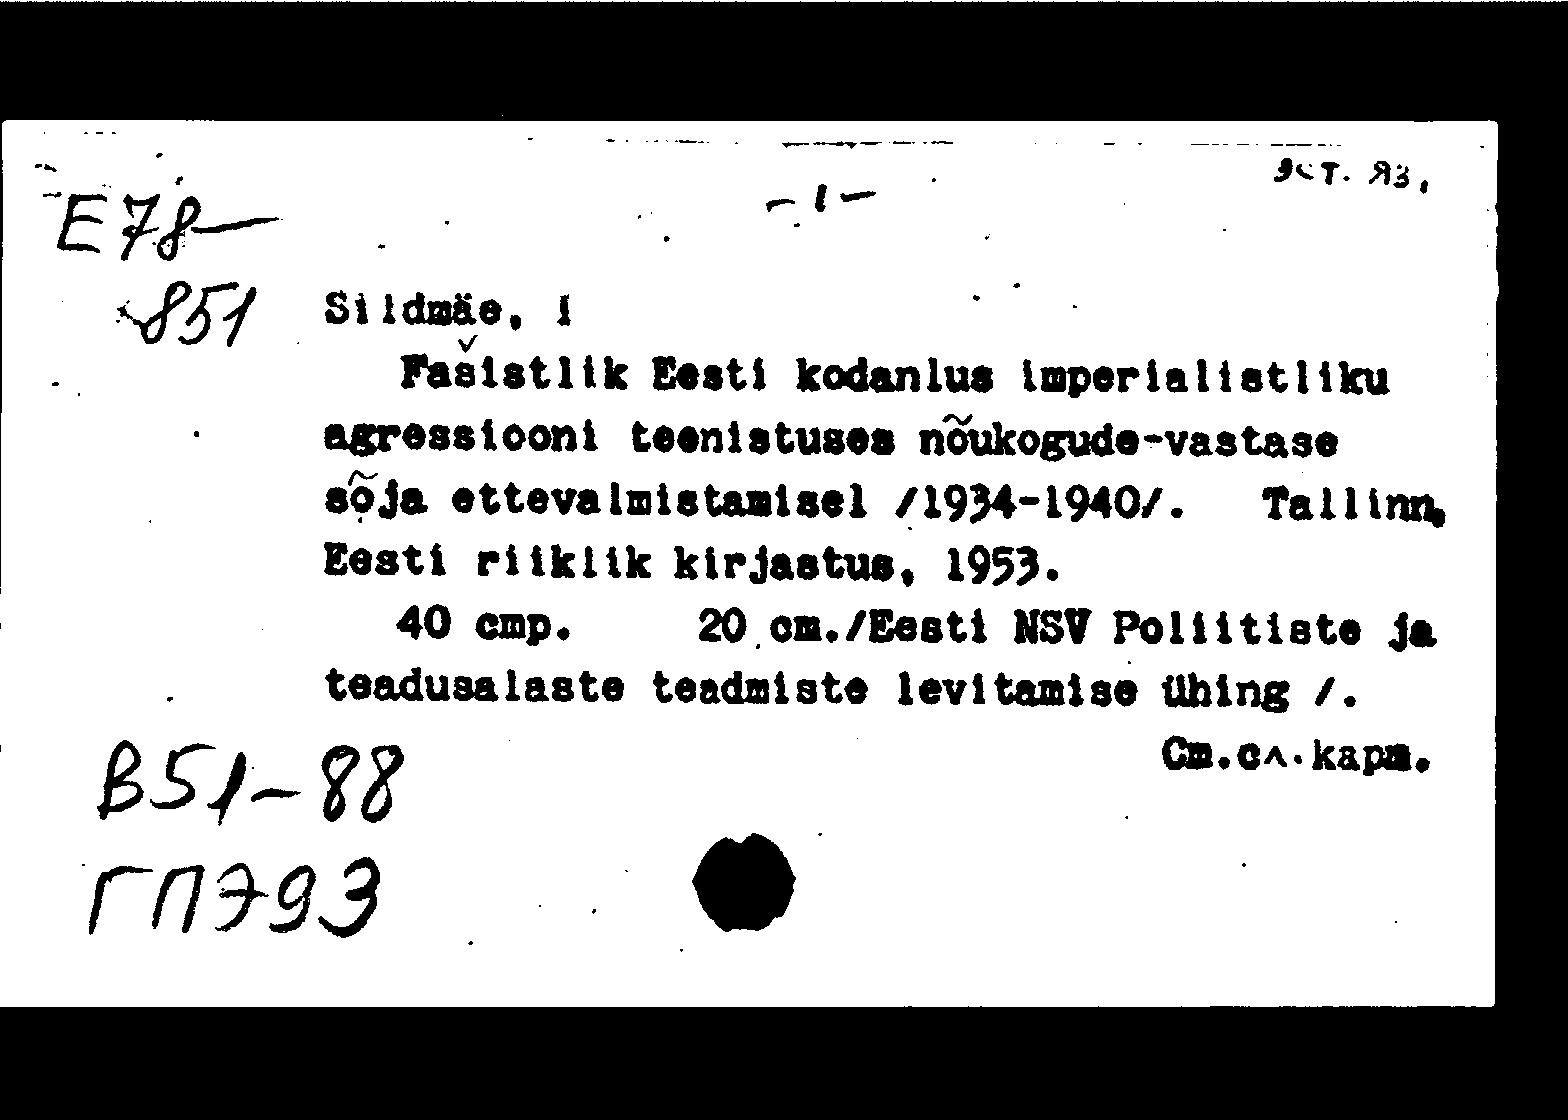 эст. яз.
- 1 -
E78-
851
Sildmäe, I
Fašistlik Eesti kodanlus imperialistliku
agressiooni teenistuses nõukogude-vastase
sõja ettevalmistamisel /1934-1940/. Tallinn,
Eesti riiklik kirjastus, 1953.
40 стр. 20 cm./Eesti NSV Poliitiste ja
teadusalaste teadmiste levitamise ühing /.
См.сл.карт.
B51-88
ГПЭ93